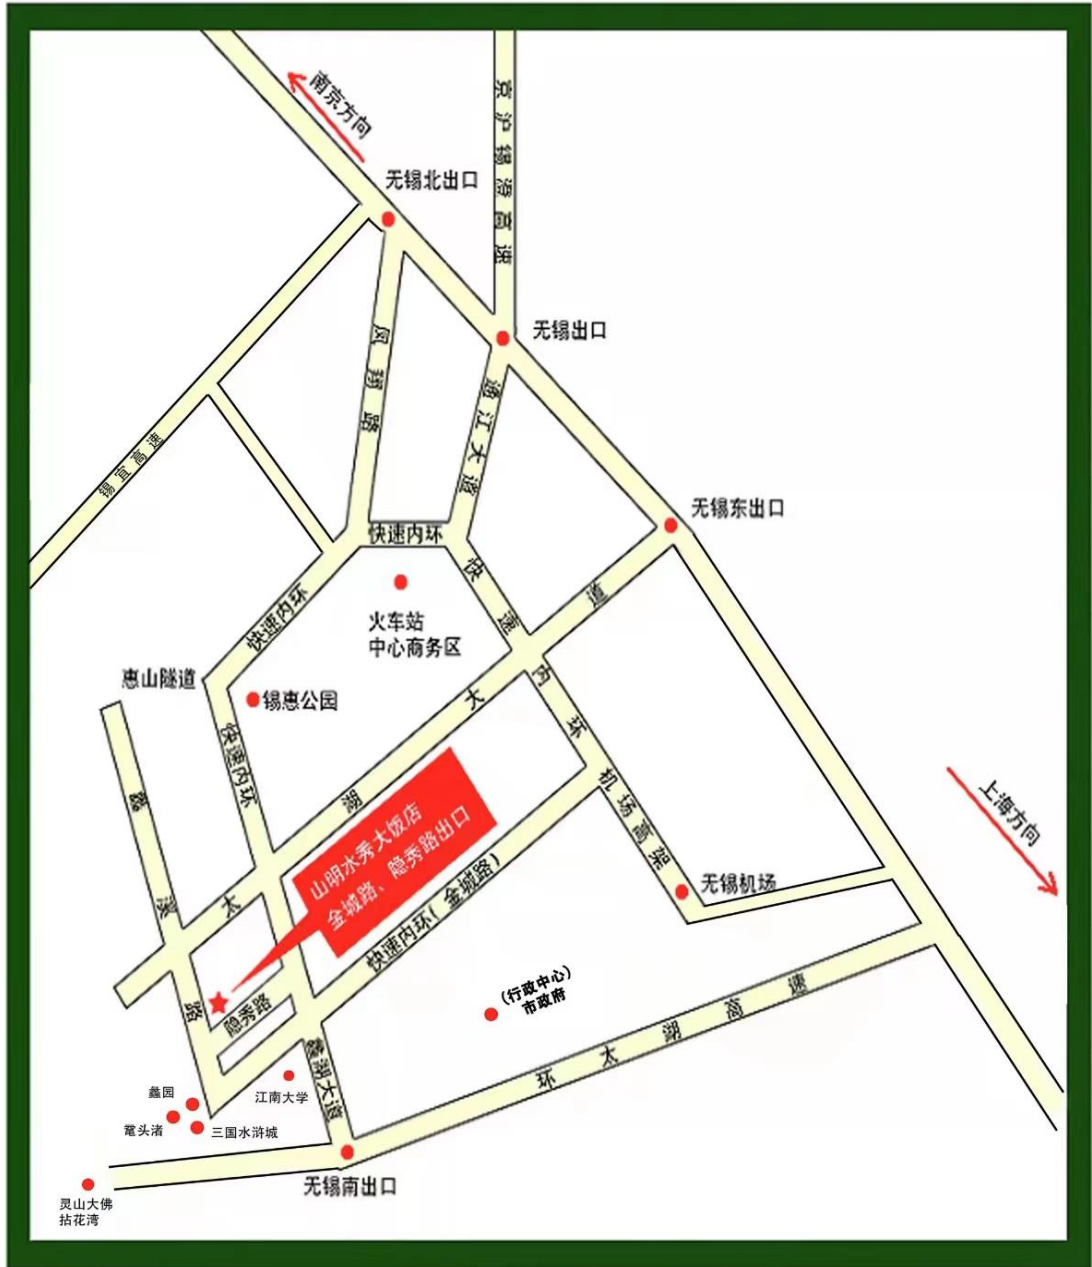 南京方向
京沪锡澄高速
无锡北出口
无锡出口
凤翔路
通江大道
锡宜高速
无锡东出口
快速内环
快速内环
火车站
中心商务区
快速内环
惠山隧道
锡惠公园
快速内环
太湖大道
蠡溪路
山明水秀大饭店
金城路、隐秀路出口
机场高架
无锡机场
上海方向
快速内环(金城路)
隐秀路
(行政中心)
市政府
环太湖高速
蠡湖大道
江南大学
蠡园
鼋头渚
三国水浒城
无锡南出口
灵山大佛
拈花湾